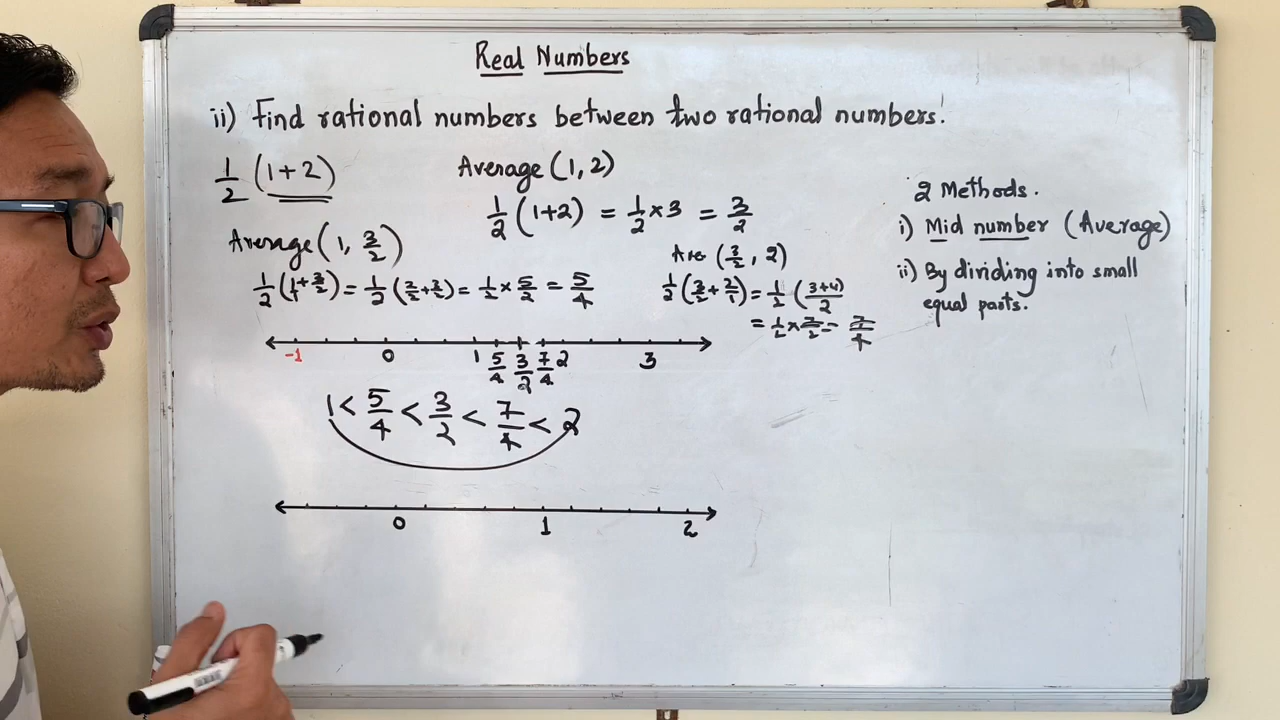 Real Numbers
ii) Find rational numbers between two rational numbers.
1/2 (1+2)
Average (1, 2)
1/2 (1+2) = 1/2 × 3 = 3/2
Average (1, 3/2)
1/2 (1/1 + 3/2) = 1/2 (2/2 + 3/2) = 1/2 × 5/2 = 5/4
Ave (3/2, 2)
1/2 (3/2 + 2/1) = 1/2 ((3+4)/2)
= 1/2 × 7/2 = 7/4
2 Methods.
i) Mid number (Average)
ii) By dividing into small
equal parts.
-1 0 1 5/4 3/2 7/4 2 3
1 < 5/4 < 3/2 < 7/4 < 2
0 1 2